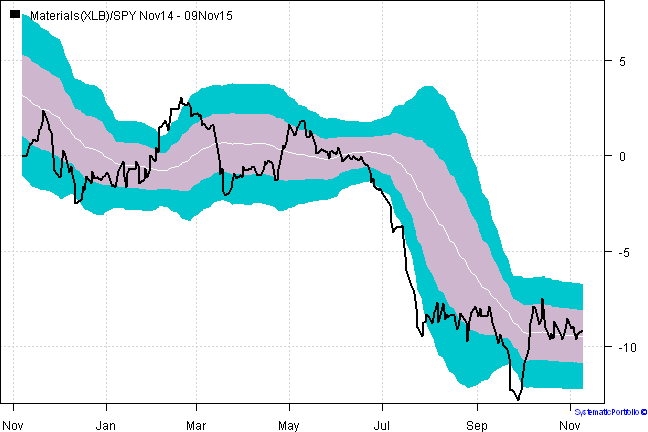 Materials(XLB)/SPY Nov14 - 09Nov15
5
0
-5
-10
SystematicPortfolio ©
Nov Jan Mar May Jul Sep Nov